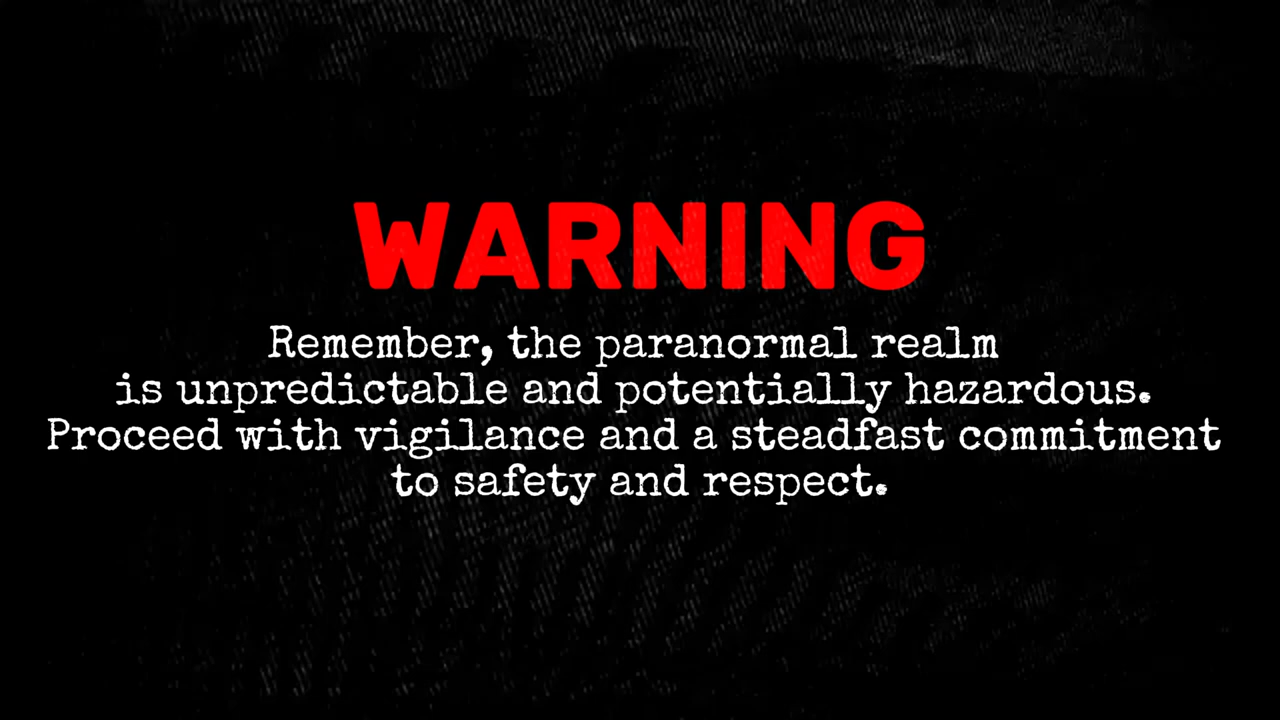 WARNING
Remember, the paranormal realm
is unpredictable and potentially hazardous.
Proceed with vigilance and a steadfast commitment
to safety and respect.